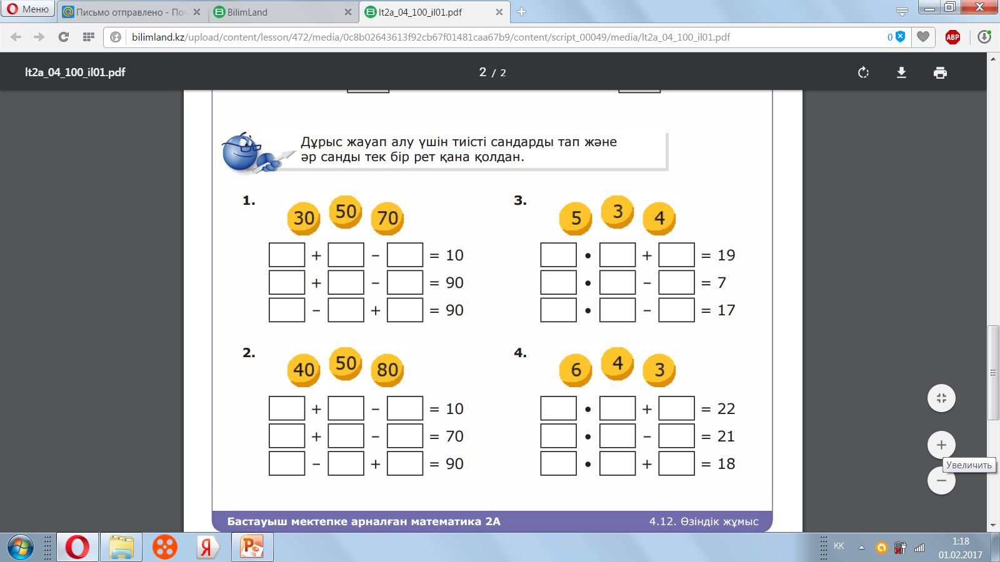 Меню
Письмо отправлено - Поч
BilimLand
lt2a_04_100_il01.pdf
bilimland.kz/upload/content/lesson/472/media/0c8b02643613f92cb67f01481caa67b9/content/script_00049/media/lt2a_04_100_il01.pdf
0
ABP
lt2a_04_100_il01.pdf
2 / 2
Дұрыс жауап алу үшін тиісті сандарды тап және
әр санды тек бір рет қана қолдан.
1.
30 50 70
+ – = 10
+ – = 90
– + = 90
2.
40 50 80
+ – = 10
+ – = 70
– + = 90
3.
5 3 4
• + = 19
• – = 7
• – = 17
4.
6 4 3
• + = 22
• – = 21
• + = 18
Увеличить
Бастауыш мектепке арналған математика 2А
4.12. Өзіндік жұмыс
Я
P
KK
1:18
01.02.2017